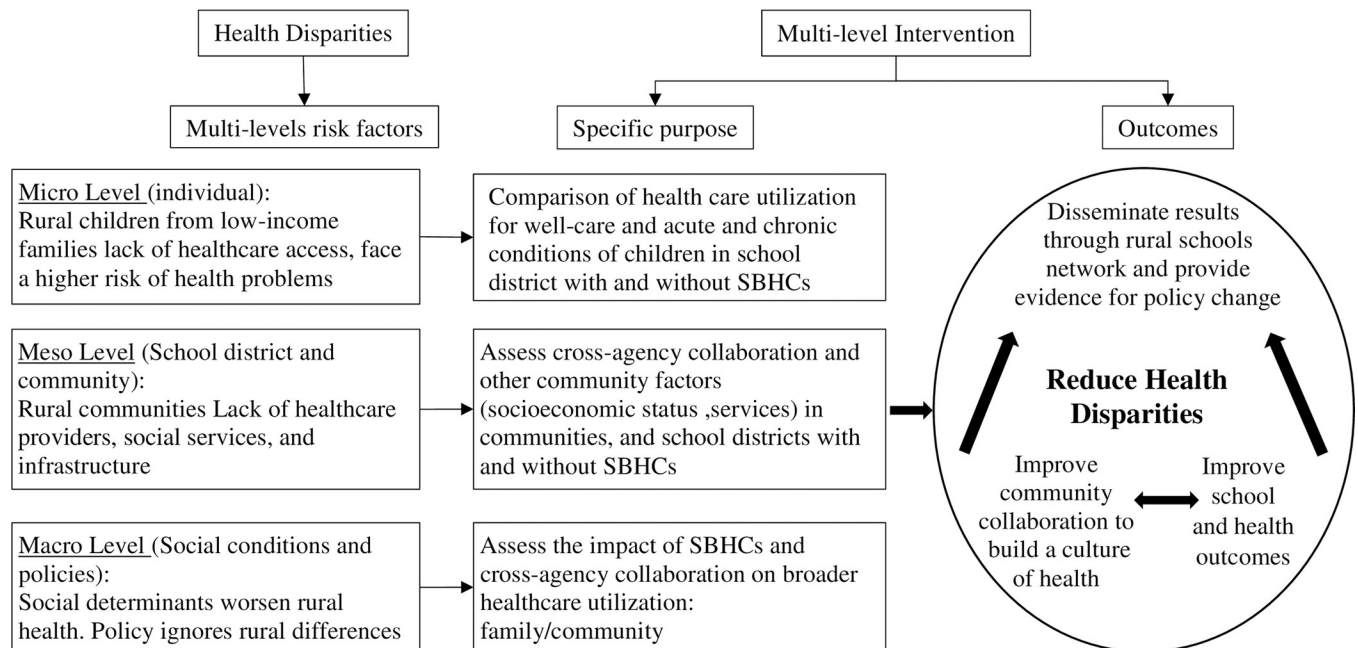 Health Disparities
Multi-level Intervention
Multi-levels risk factors
Specific purpose
Outcomes
Micro Level (individual):
Rural children from low-income
families lack of healthcare access, face
a higher risk of health problems
Comparison of health care utilization
for well-care and acute and chronic
conditions of children in school
district with and without SBHCs
Meso Level (School district and
community):
Rural communities Lack of healthcare
providers, social services, and
infrastructure
Assess cross-agency collaboration and
other community factors
(socioeconomic status ,services) in
communities, and school districts with
and without SBHCs
Macro Level (Social conditions and
policies):
Social determinants worsen rural
health. Policy ignores rural differences
Assess the impact of SBHCs and
cross-agency collaboration on broader
healthcare utilization:
family/community
Disseminate results
through rural schools
network and provide
evidence for policy change
Reduce Health
Disparities
Improve
community
collaboration to
build a culture
of health
Improve
school
and health
outcomes